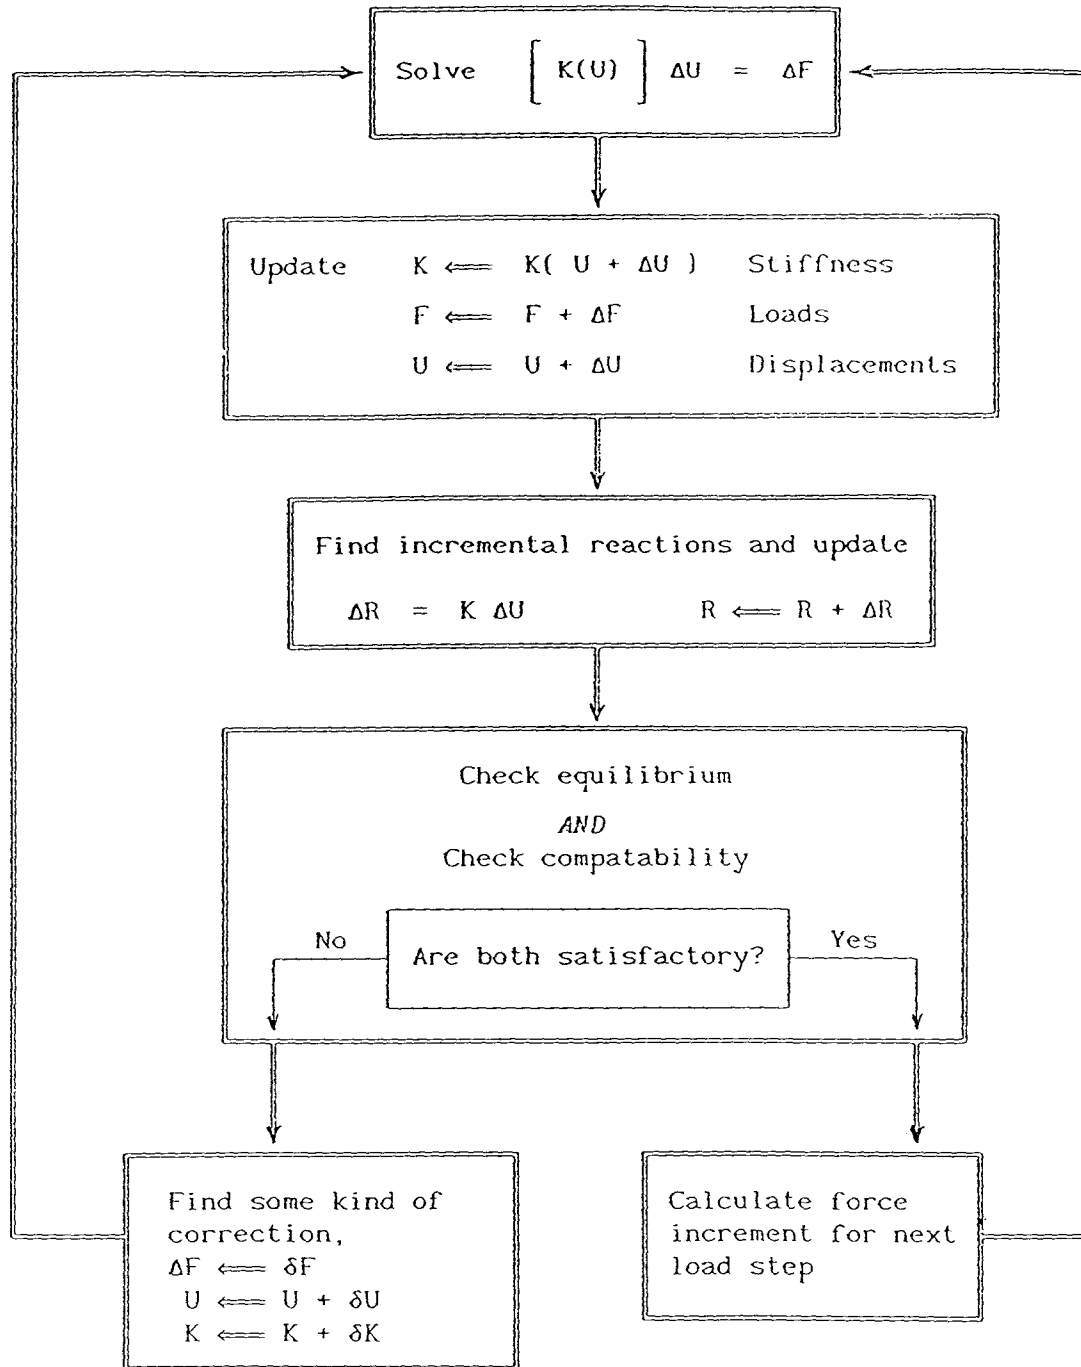 Solve [ K(U) ] ΔU = ΔF
Update K ⟸ K( U + ΔU ) Stiffness
F ⟸ F + ΔF Loads
U ⟸ U + ΔU Displacements
Find incremental reactions and update
ΔR = K ΔU R ⟸ R + ΔR
Check equilibrium
AND
Check compatability
No Are both satisfactory? Yes
Find some kind of
correction,
ΔF ⟸ δF
U ⟸ U + δU
K ⟸ K + δK
Calculate force
increment for next
load step